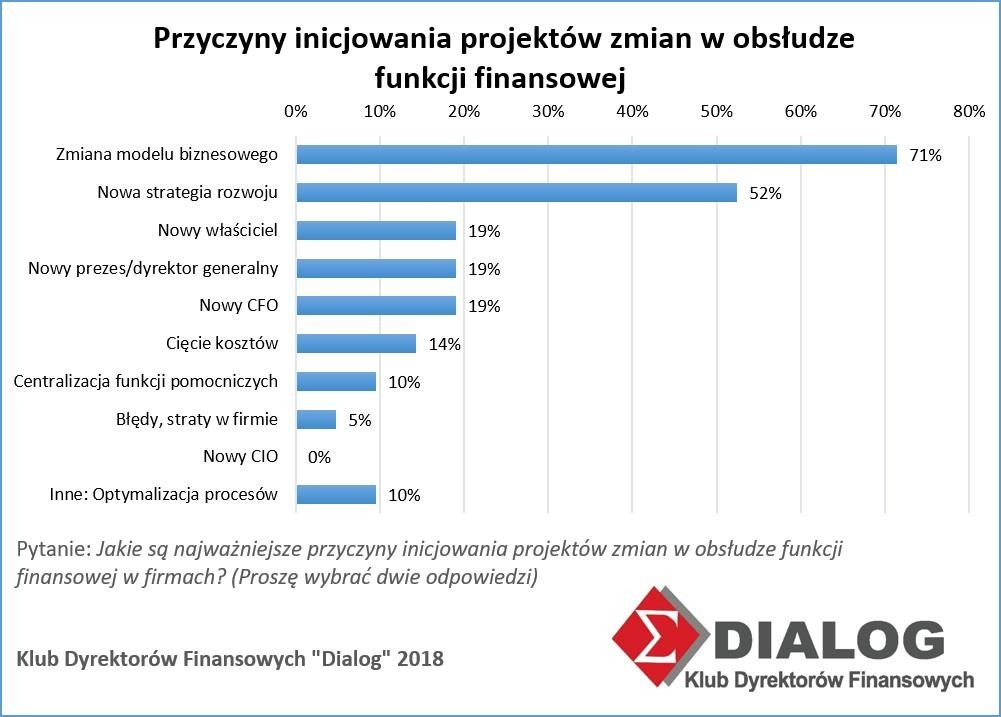 Przyczyny inicjowania projektów zmian w obsłudze
funkcji finansowej
0% 10% 20% 30% 40% 50% 60% 70% 80%
Zmiana modelu biznesowego 71%
Nowa strategia rozwoju 52%
Nowy właściciel 19%
Nowy prezes/dyrektor generalny 19%
Nowy CFO 19%
Cięcie kosztów 14%
Centralizacja funkcji pomocniczych 10%
Błędy, straty w firmie 5%
Nowy CIO 0%
Inne: Optymalizacja procesów 10%
Pytanie: Jakie są najważniejsze przyczyny inicjowania projektów zmian w obsłudze funkcji
finansowej w firmach? (Proszę wybrać dwie odpowiedzi)
Klub Dyrektorów Finansowych "Dialog" 2018
Σ DIALOG
Klub Dyrektorów Finansowych